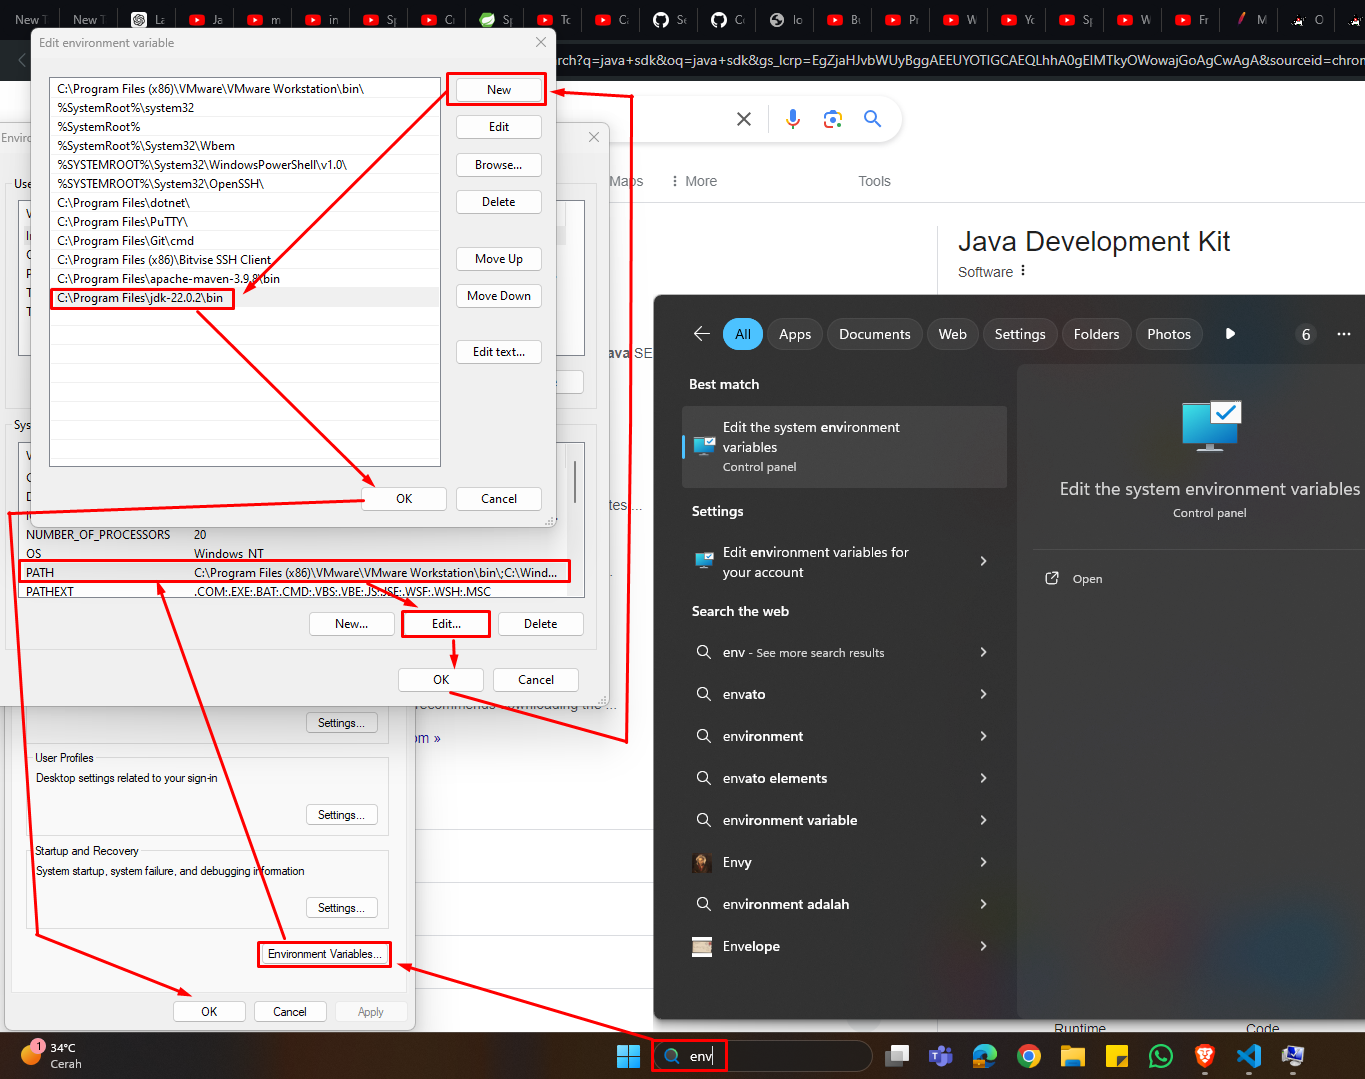 New T
New T
La
Ja
m
in
Sp
Cr
Sp
To
Ca
Se
Co
lo
Bu
Pr
W
Yo
Sp
W
Fr
M
O
rch?q=java+sdk&oq=java+sdk&gs_lcrp=EgZjaHJvbWUyBggAEEUYOTIGCAEQLhhA0gEIMTkyOWowajGoAgCwAgA&sourceid=chrom
Edit environment variable
C:\Program Files (x86)\VMware\VMware Workstation\bin\
%SystemRoot%\system32
%SystemRoot%
%SystemRoot%\System32\Wbem
%SYSTEMROOT%\System32\WindowsPowerShell\v1.0\
%SYSTEMROOT%\System32\OpenSSH\
C:\Program Files\dotnet\
C:\Program Files\PuTTY\
C:\Program Files\Git\cmd
C:\Program Files (x86)\Bitvise SSH Client
C:\Program Files\apache-maven-3.9.8\bin
C:\Program Files\jdk-22.0.2\bin
New
Edit
Browse...
Delete
Move Up
Move Down
Edit text...
OK
Cancel
Enviro
Use
Sys
NUMBER_OF_PROCESSORS 20
OS Windows_NT
PATH C:\Program Files (x86)\VMware\VMware Workstation\bin\;C:\Wind...
PATHEXT .COM;.EXE;.BAT;.CMD;.VBS;.VBE;.JS;.JSE;.WSF;.WSH;.MSC
New...
Edit...
Delete
OK
Cancel
Settings...
User Profiles
Desktop settings related to your sign-in
Settings...
Startup and Recovery
System startup, system failure, and debugging information
Settings...
Environment Variables...
OK
Cancel
Apply
Maps
More
Tools
Java Development Kit
Software
ava SE
tes ...
recommends downloading the ...
om »
Runtime
Code
All
Apps
Documents
Web
Settings
Folders
Photos
6
Best match
Edit the system environment
variables
Control panel
Settings
Edit environment variables for
your account
Search the web
env - See more search results
envato
environment
envato elements
environment variable
Envy
environment adalah
Envelope
Edit the system environment variables
Control panel
Open
1
34°C
Cerah
env